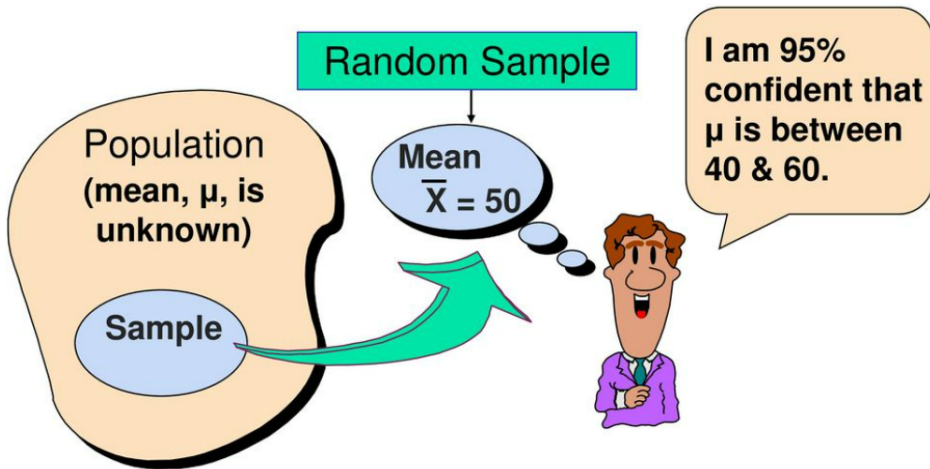 Random Sample
Population
(mean, μ, is
unknown)
Sample
Mean
X̅ = 50
I am 95%
confident that
μ is between
40 & 60.